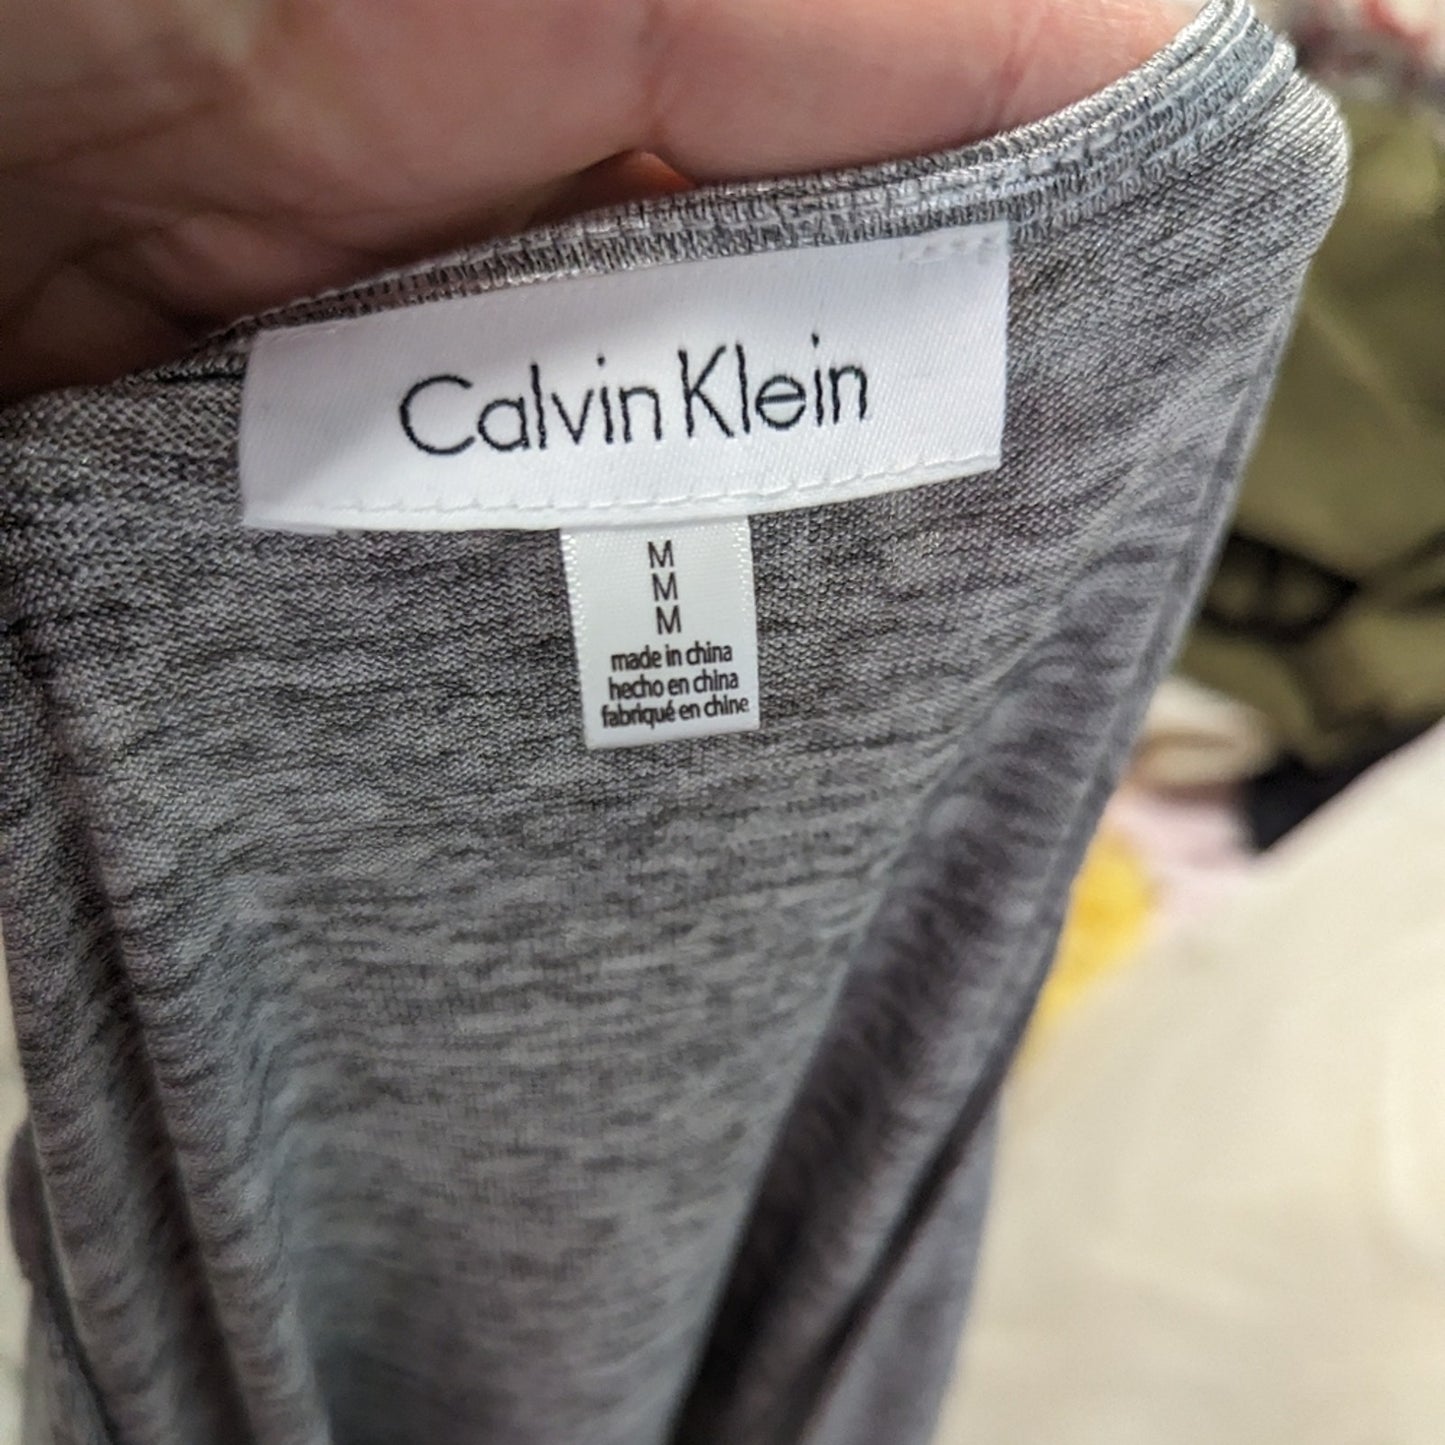 Calvin Klein
M
M
M
made in china
hecho en china
fabriqué en chine